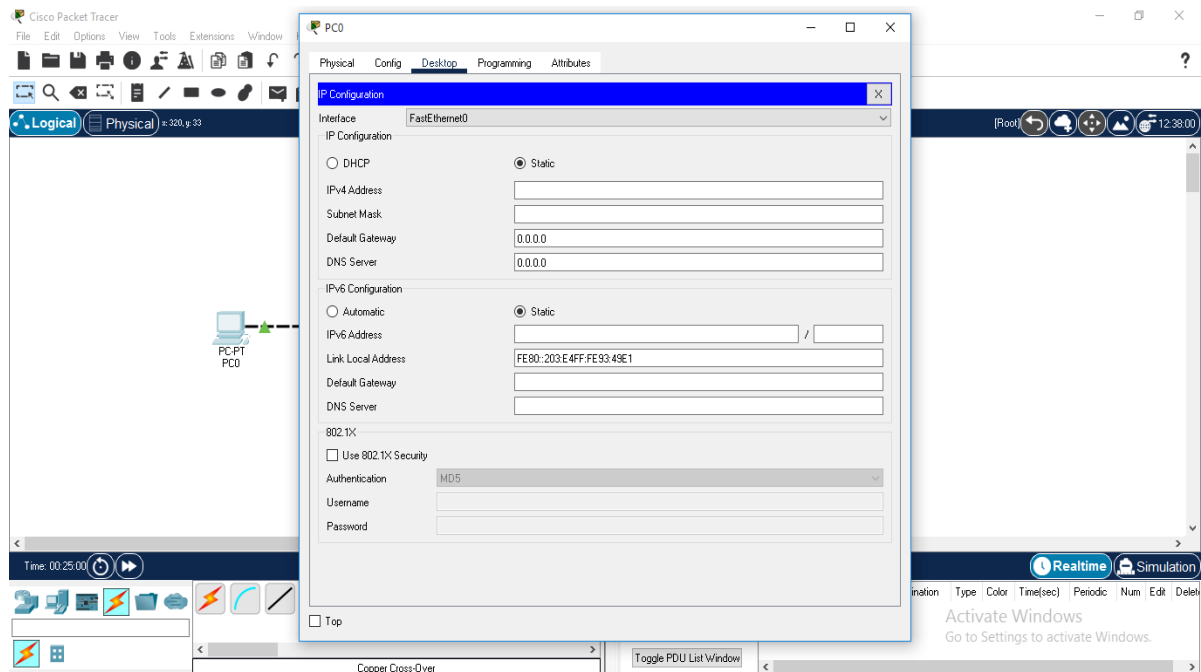 Cisco Packet Tracer
File Edit Options View Tools Extensions Window
?
Logical Physical x: 320, y: 33
[Root] 12:38:00
PC-PT
PC0
PC0
Physical Config Desktop Programming Attributes
IP Configuration X
Interface FastEthernet0
IP Configuration
DHCP Static
IPv4 Address
Subnet Mask
Default Gateway 0.0.0.0
DNS Server 0.0.0.0
IPv6 Configuration
Automatic Static
IPv6 Address /
Link Local Address FE80::203:E4FF:FE93:49E1
Default Gateway
DNS Server
802.1X
Use 802.1X Security
Authentication MD5
Username
Password
Top
Time: 00:25:00
Realtime Simulation
Type Color Time(sec) Periodic Num Edit
Activate Windows
Go to Settings to activate Windows.
Toggle PDU List Window
Copper Cross-Over